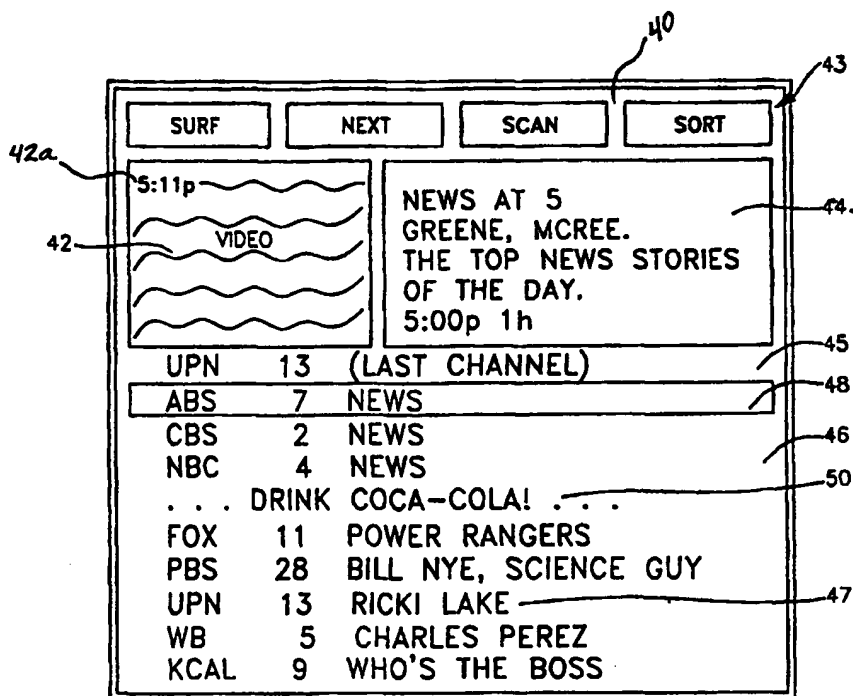 40
43
SURF NEXT SCAN SORT
42a
5:11p
VIDEO
42
NEWS AT 5
GREENE, MCREE.
THE TOP NEWS STORIES
OF THE DAY.
5:00p 1h
44.
UPN 13 (LAST CHANNEL)
45
ABS 7 NEWS
48
CBS 2 NEWS
NBC 4 NEWS
46
. . . DRINK COCA-COLA! . . .
50
FOX 11 POWER RANGERS
PBS 28 BILL NYE, SCIENCE GUY
UPN 13 RICKI LAKE
47
WB 5 CHARLES PEREZ
KCAL 9 WHO'S THE BOSS